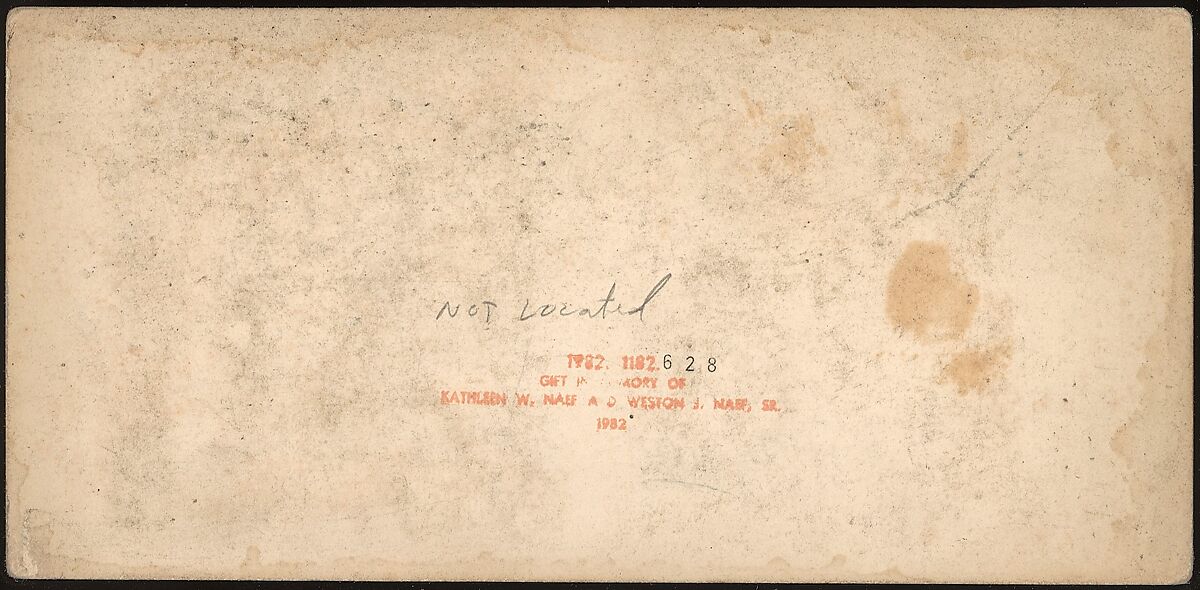 Not Located
1982. 1182.628
GIFT IN MEMORY OF
KATHLEEN W. NAEF AND WESTON J. NAEF, SR.
1982